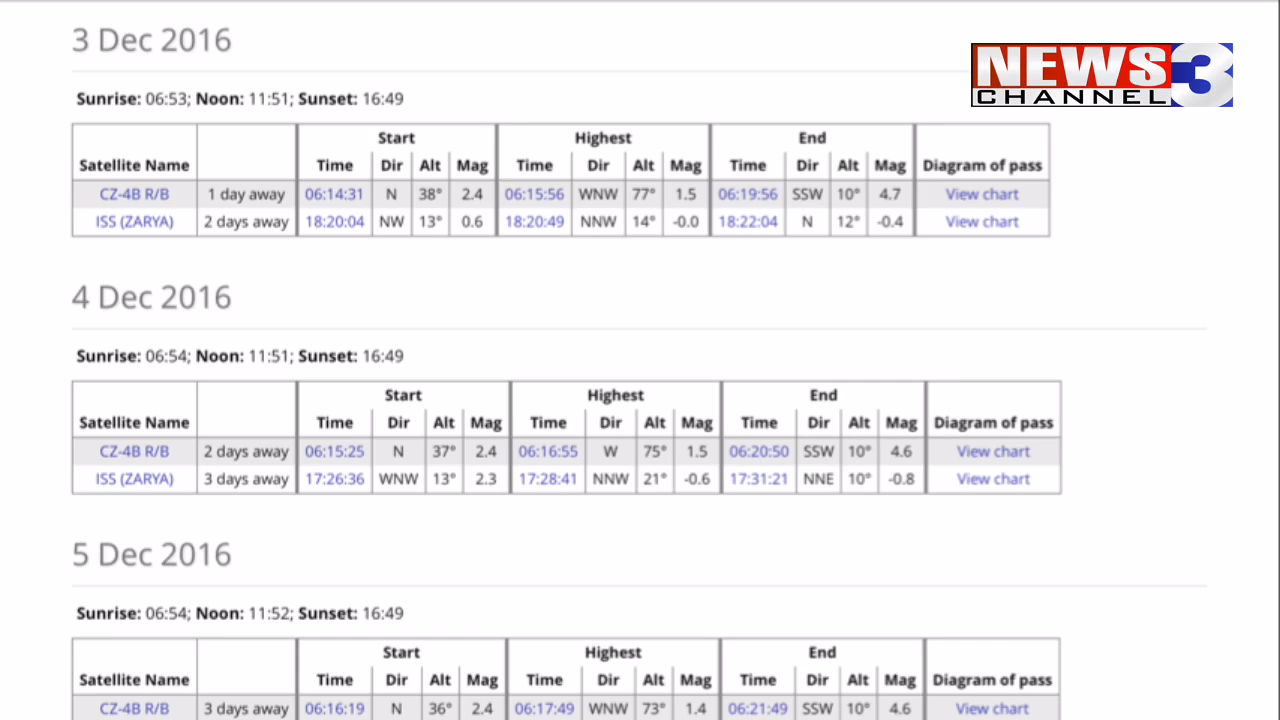 3 Dec 2016
NEWS 3
CHANNEL
Sunrise: 06:53; Noon: 11:51; Sunset: 16:49
Start Highest End
Satellite Name Time Dir Alt Mag Time Dir Alt Mag Time Dir Alt Mag Diagram of pass
CZ-4B R/B 1 day away 06:14:31 N 38° 2.4 06:15:56 WNW 77° 1.5 06:19:56 SSW 10° 4.7 View chart
ISS (ZARYA) 2 days away 18:20:04 NW 13° 0.6 18:20:49 NNW 14° -0.0 18:22:04 N 12° -0.4 View chart
4 Dec 2016
Sunrise: 06:54; Noon: 11:51; Sunset: 16:49
Start Highest End
Satellite Name Time Dir Alt Mag Time Dir Alt Mag Time Dir Alt Mag Diagram of pass
CZ-4B R/B 2 days away 06:15:25 N 37° 2.4 06:16:55 W 75° 1.5 06:20:50 SSW 10° 4.6 View chart
ISS (ZARYA) 3 days away 17:26:36 WNW 13° 2.3 17:28:41 NNW 21° -0.6 17:31:21 NNE 10° -0.8 View chart
5 Dec 2016
Sunrise: 06:54; Noon: 11:52; Sunset: 16:49
Start Highest End
Satellite Name Time Dir Alt Mag Time Dir Alt Mag Time Dir Alt Mag Diagram of pass
CZ-4B R/B 3 days away 06:16:19 N 36° 2.4 06:17:49 WNW 73° 1.4 06:21:49 SSW 10° 4.6 View chart